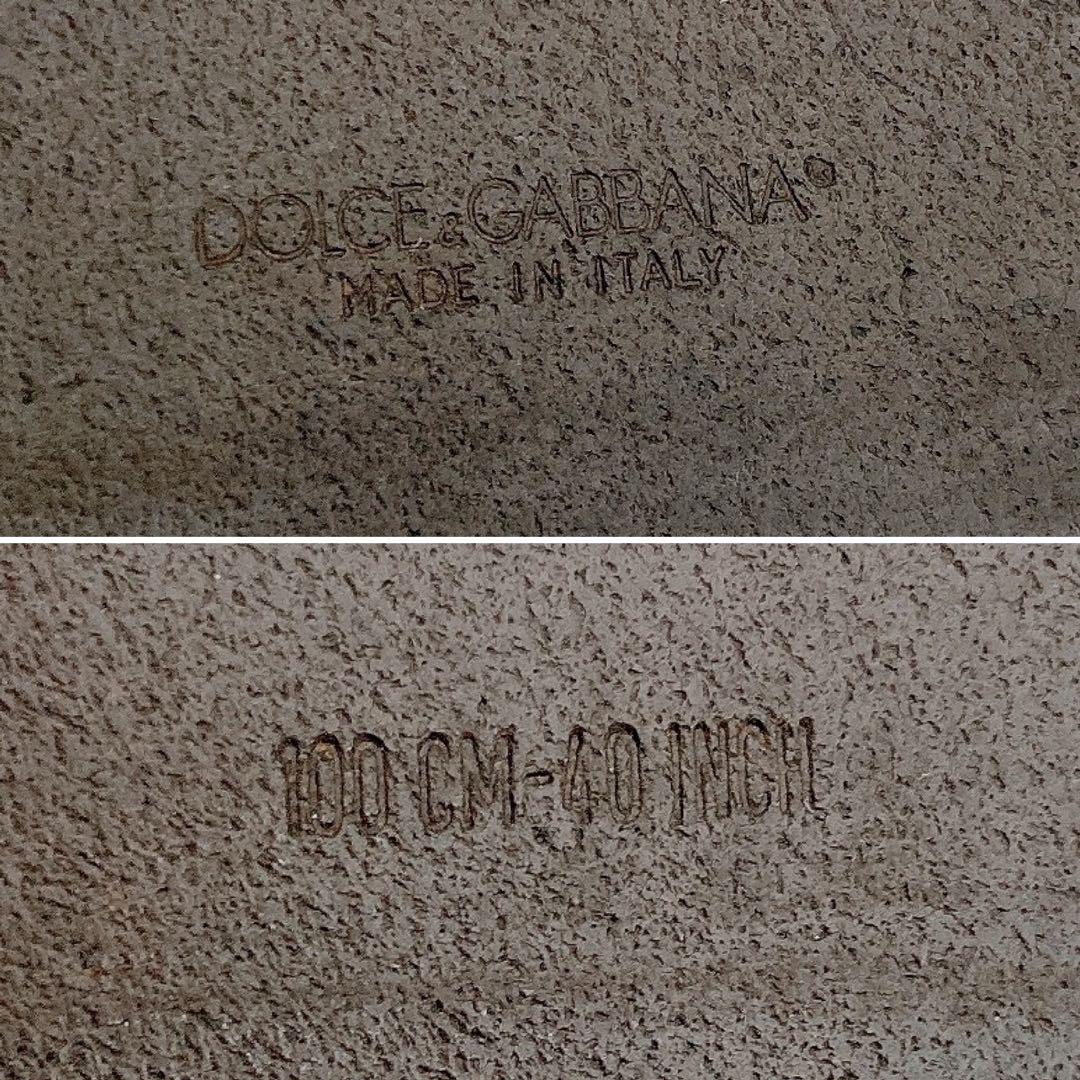 DOLCE & GABBANA®
MADE IN ITALY
100 CM-40 INCH